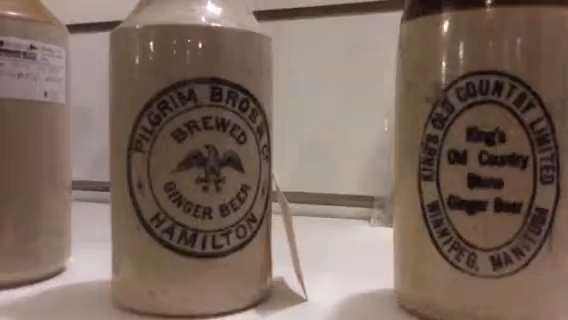 PILGRIM BROS & Co
BREWED
GINGER BEER
HAMILTON
KING'S OLD COUNTRY LIMITED
King's
Old Country
Stone
Ginger Beer
WINNIPEG, MANITOBA